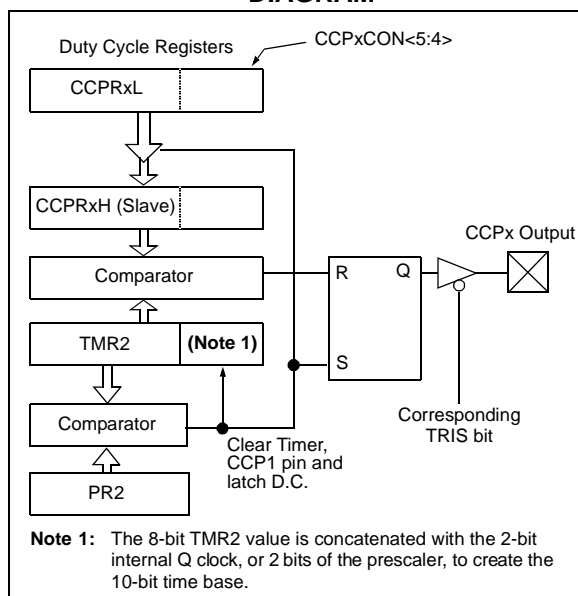 DIAGRAM
Duty Cycle Registers
CCPxCON<5:4>
CCPRxL
CCPRxH (Slave)
CCPx Output
Comparator
R
Q
TMR2
(Note 1)
S
Comparator
Clear Timer,
CCP1 pin and
latch D.C.
Corresponding
TRIS bit
PR2
Note 1: The 8-bit TMR2 value is concatenated with the 2-bit
internal Q clock, or 2 bits of the prescaler, to create the
10-bit time base.